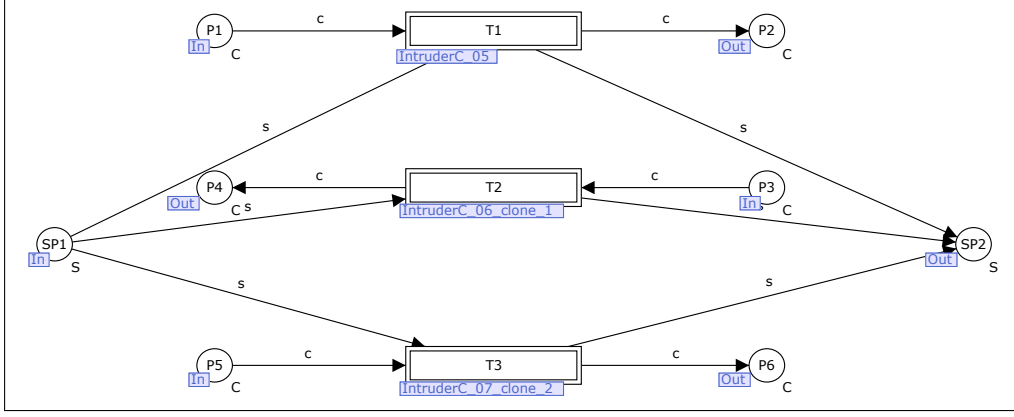 c
c
P1
T1
P2
In
Out
C
IntruderC_05
C
s
s
c
c
P4
T2
P3
Out
In
C
s
IntruderC_06_clone_1
s
C
SP1
SP2
In
Out
S
S
s
s
c
c
P5
T3
P6
In
Out
C
IntruderC_07_clone_2
C